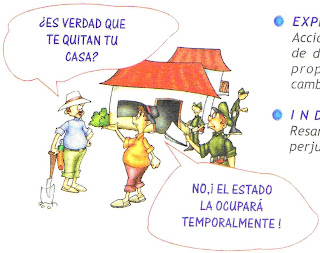 ¿ES VERDAD QUE
TE QUITAN TU
CASA?
NO,¡ EL ESTADO
LA OCUPARÁ
TEMPORALMENTE !
EXP
Accio
de d
prop
camb
IND
Resar
perju